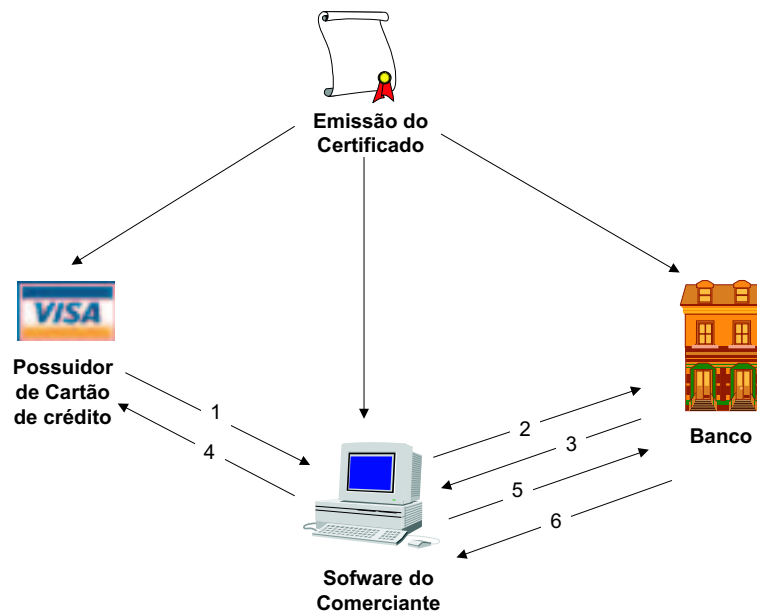 Emissão do
Certificado
VISA
Possuidor
de Cartão
de crédito
1
4
2
3
5
6
Banco
Sofware do
Comerciante